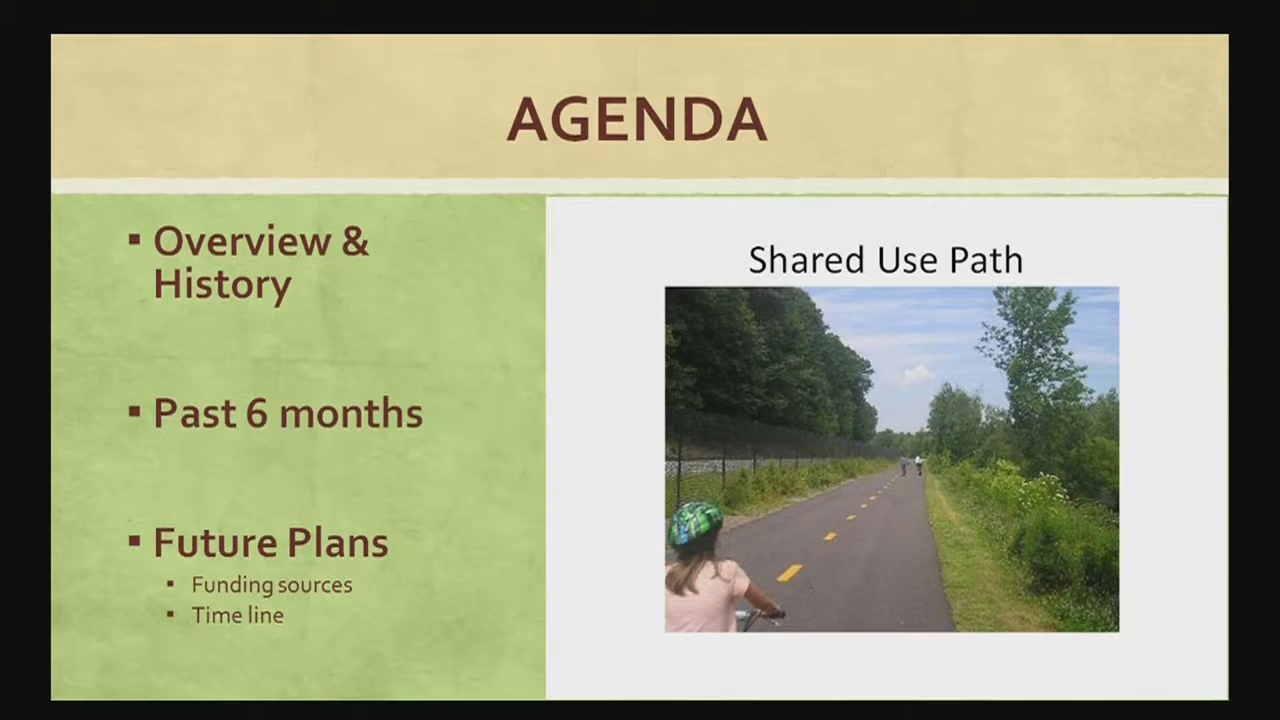 AGENDA
▪ Overview &
History
▪ Past 6 months
▪ Future Plans
▪ Funding sources
▪ Time line
Shared Use Path